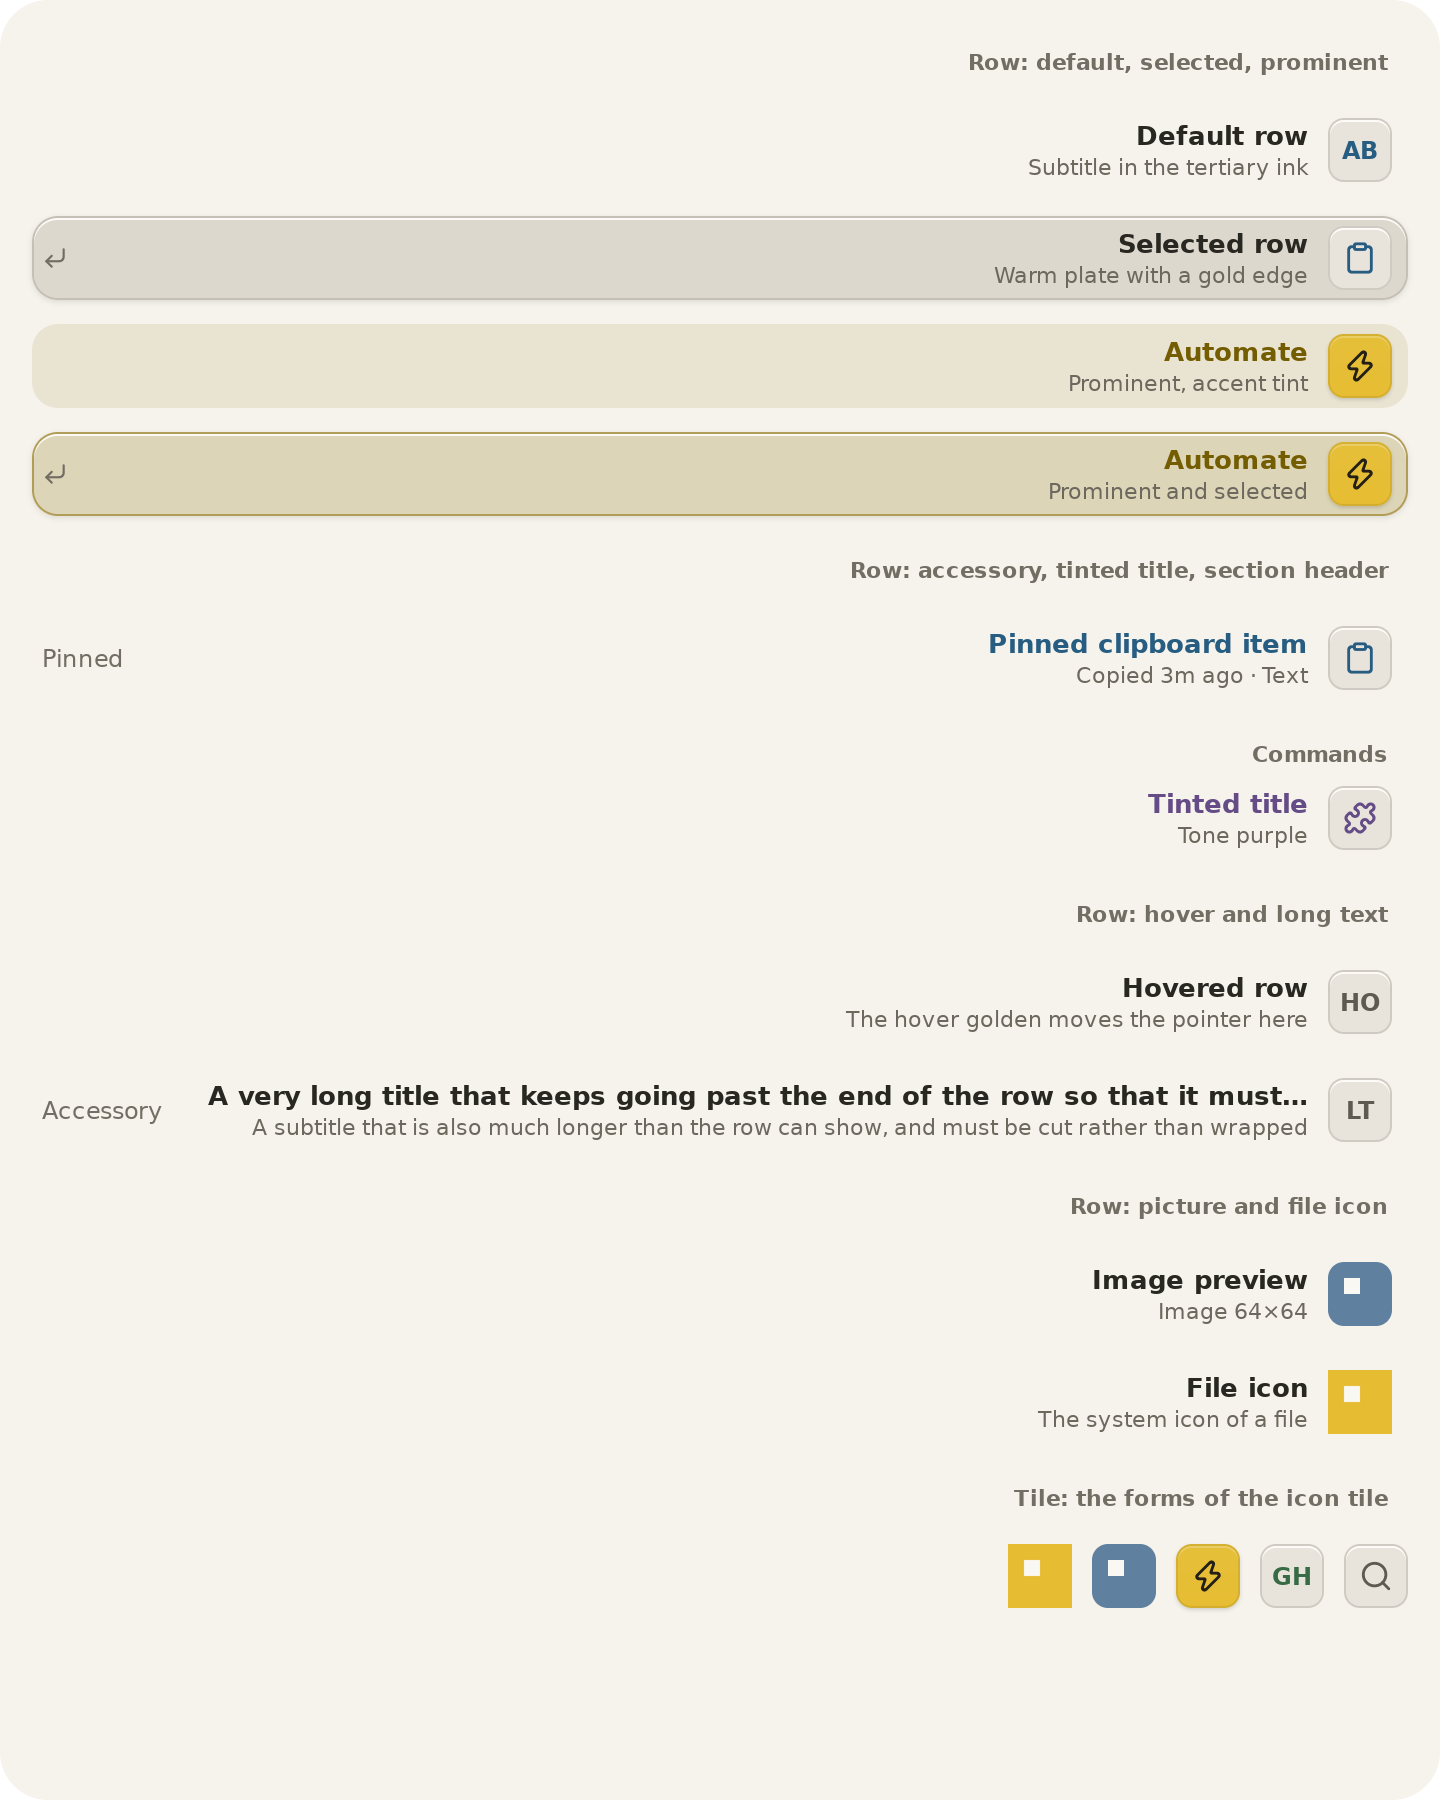 Row: default, selected, prominent
AB
Default row
Subtitle in the tertiary ink
Selected row
Warm plate with a gold edge
Automate
Prominent, accent tint
Automate
Prominent and selected
Row: accessory, tinted title, section header
Pinned clipboard item
Copied 3m ago · Text
Pinned
Commands
Tinted title
Tone purple
Row: hover and long text
HO
Hovered row
The hover golden moves the pointer here
LT
A very long title that keeps going past the end of the row so that it must…
A subtitle that is also much longer than the row can show, and must be cut rather than wrapped
Accessory
Row: picture and file icon
Image preview
Image 64×64
File icon
The system icon of a file
Tile: the forms of the icon tile
GH